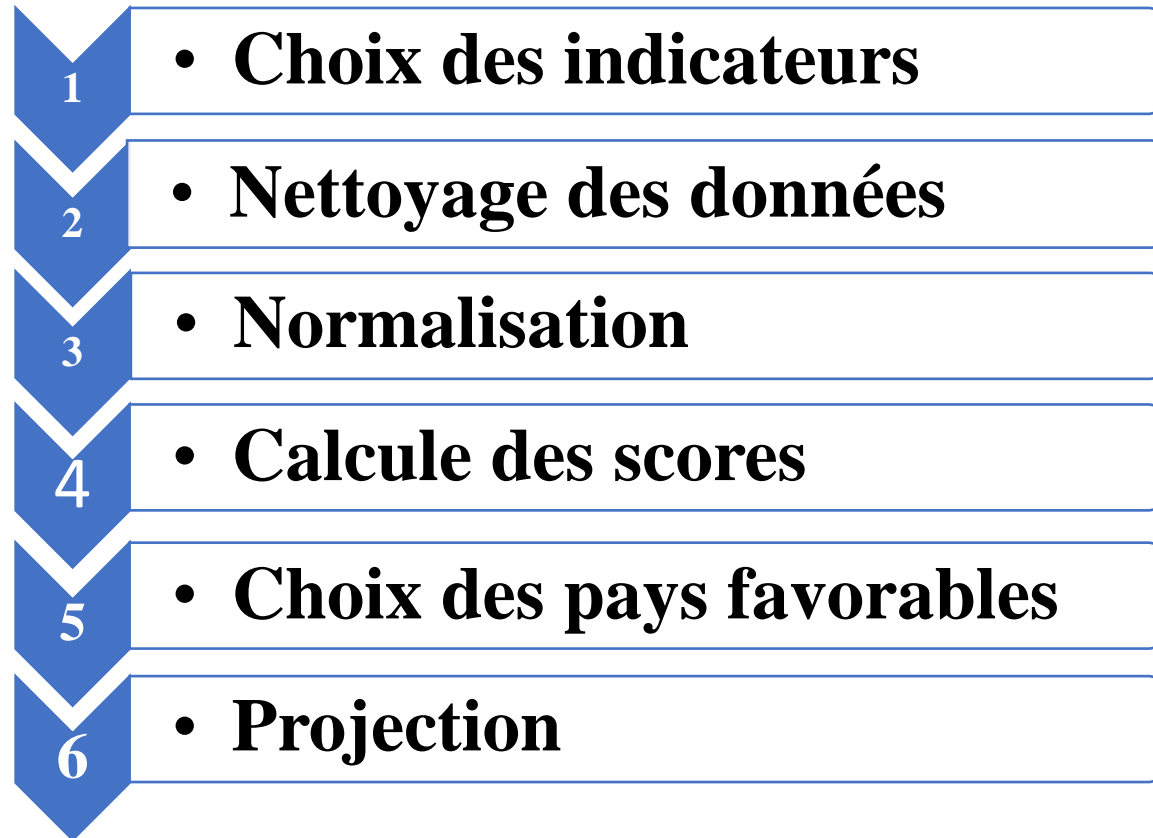 1 • Choix des indicateurs
2 • Nettoyage des données
3 • Normalisation
4 • Calcule des scores
5 • Choix des pays favorables
6 • Projection